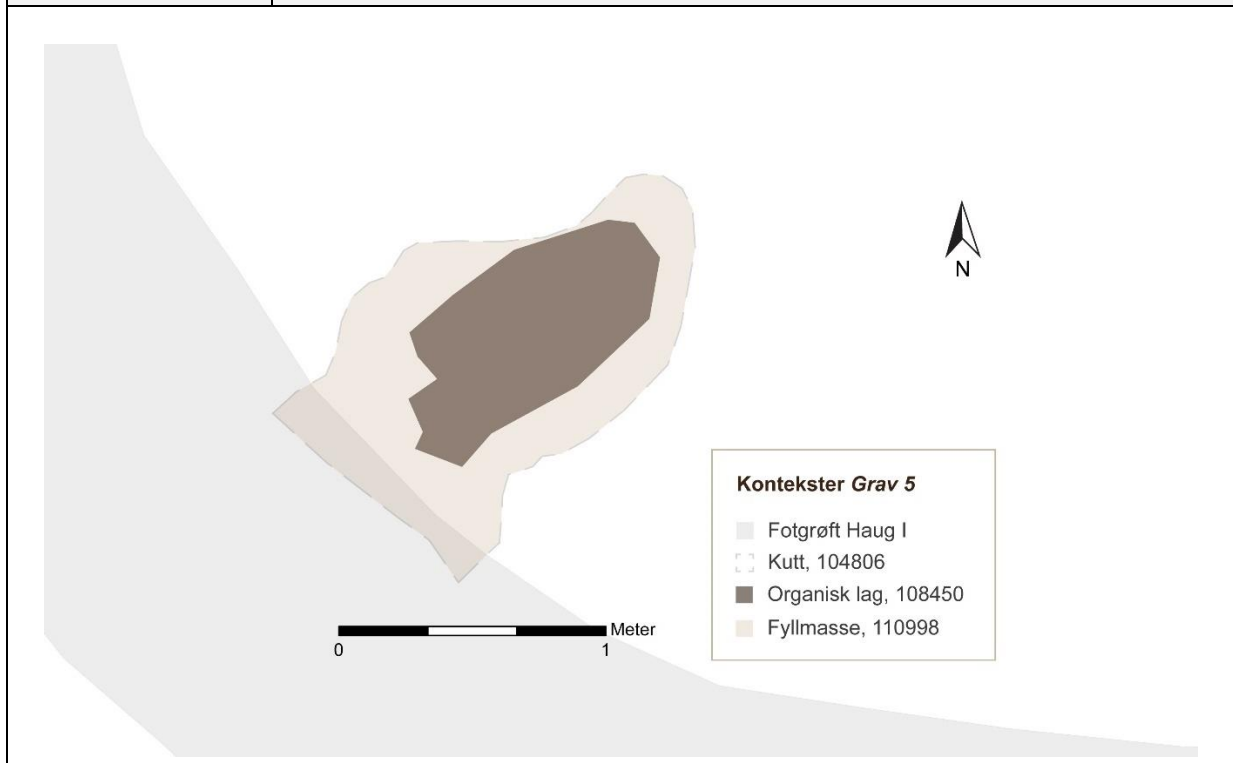 N
Kontekster Grav 5
Fotgrøft Haug I
Kutt, 104806
Organisk lag, 108450
Fyllmasse, 110998
Meter
0 1